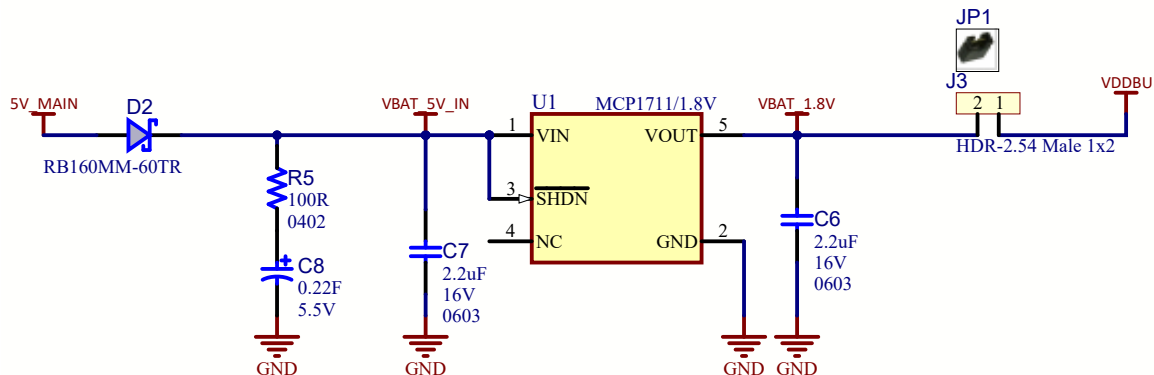 JP1
J3
5V_MAIN
D2
RB160MM-60TR
VBAT_5V_IN
U1
MCP1711/1.8V
VBAT_1.8V
2 1
HDR-2.54 Male 1x2
VDDBU
1 VIN
VOUT 5
3 SHDN
4 NC
GND 2
R5
100R
0402
C8
0.22F
5.5V
GND
C7
2.2uF
16V
0603
GND
GND
C6
2.2uF
16V
0603
GND